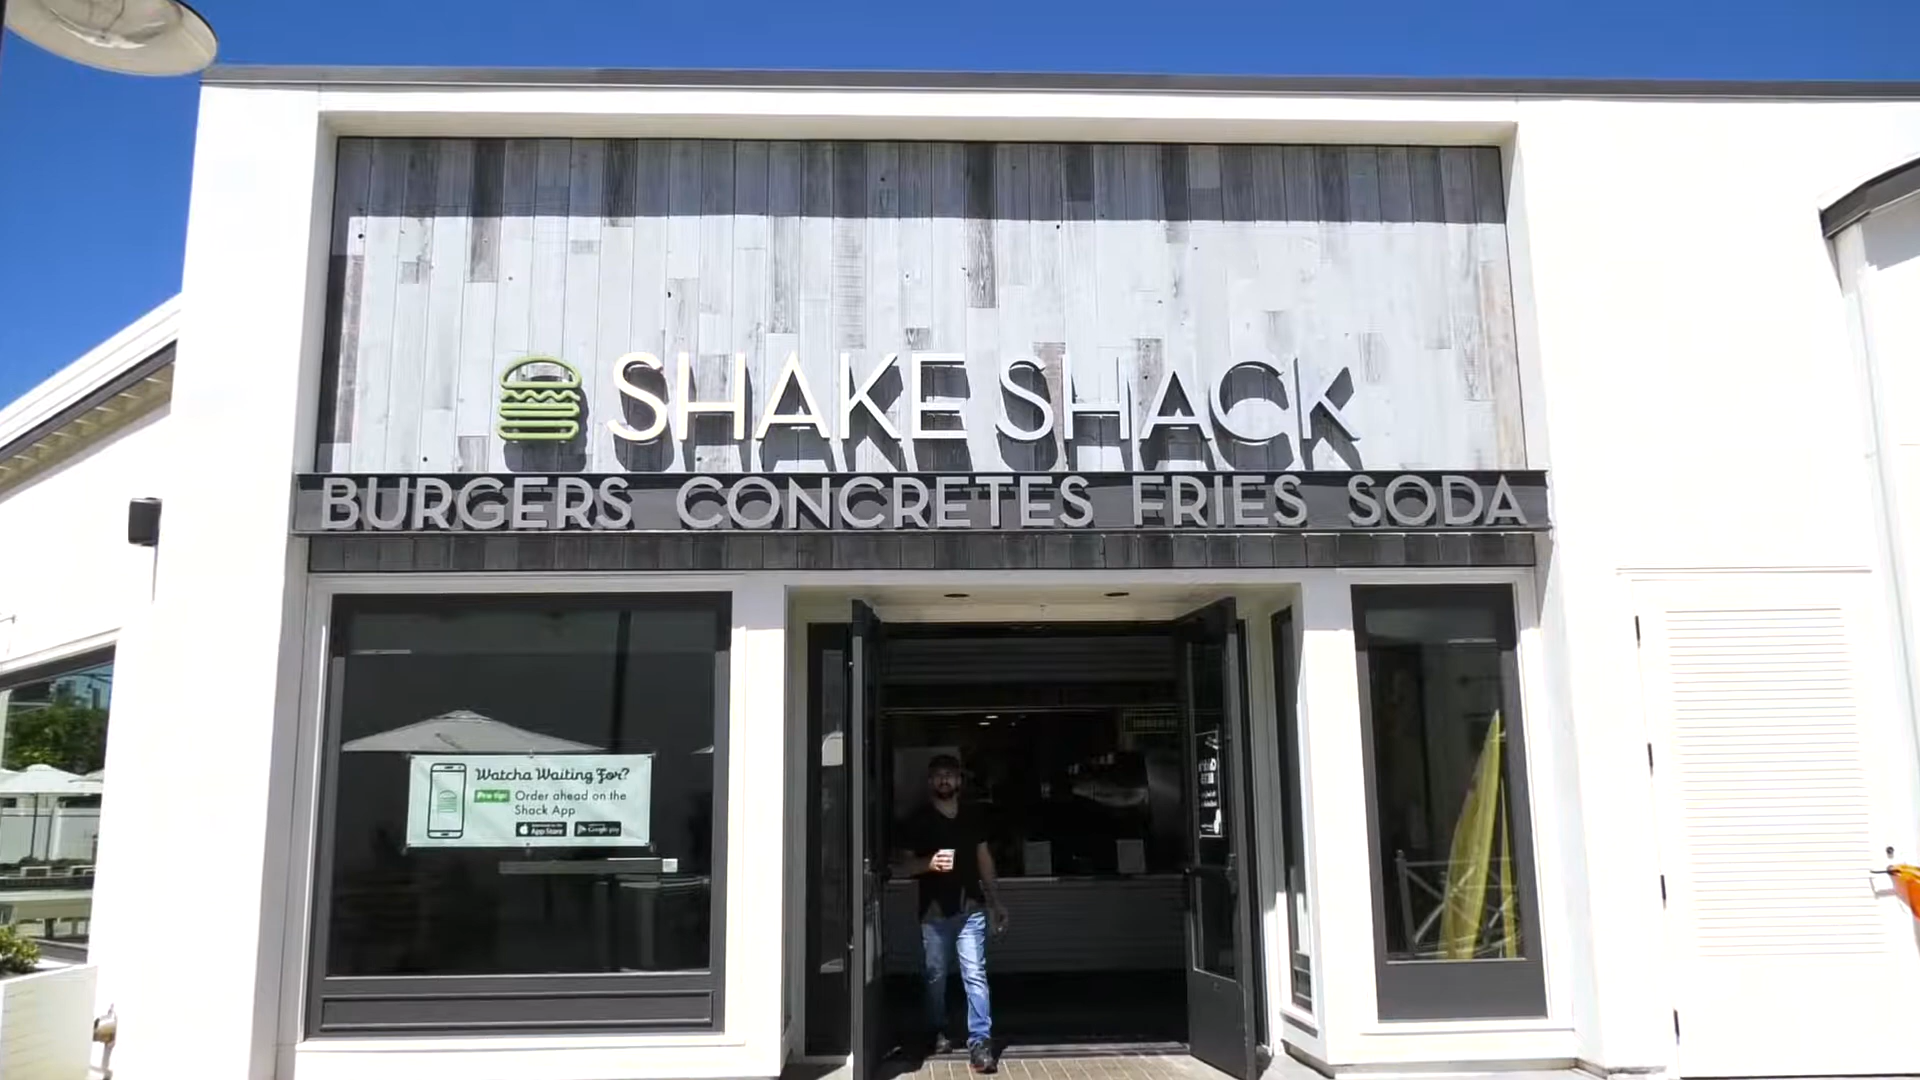 SHAKE SHACK
BURGERS CONCRETES FRIES SODA
Watcha Waiting For?
Pro tip: Order ahead on the
Shack App
App Store Google play